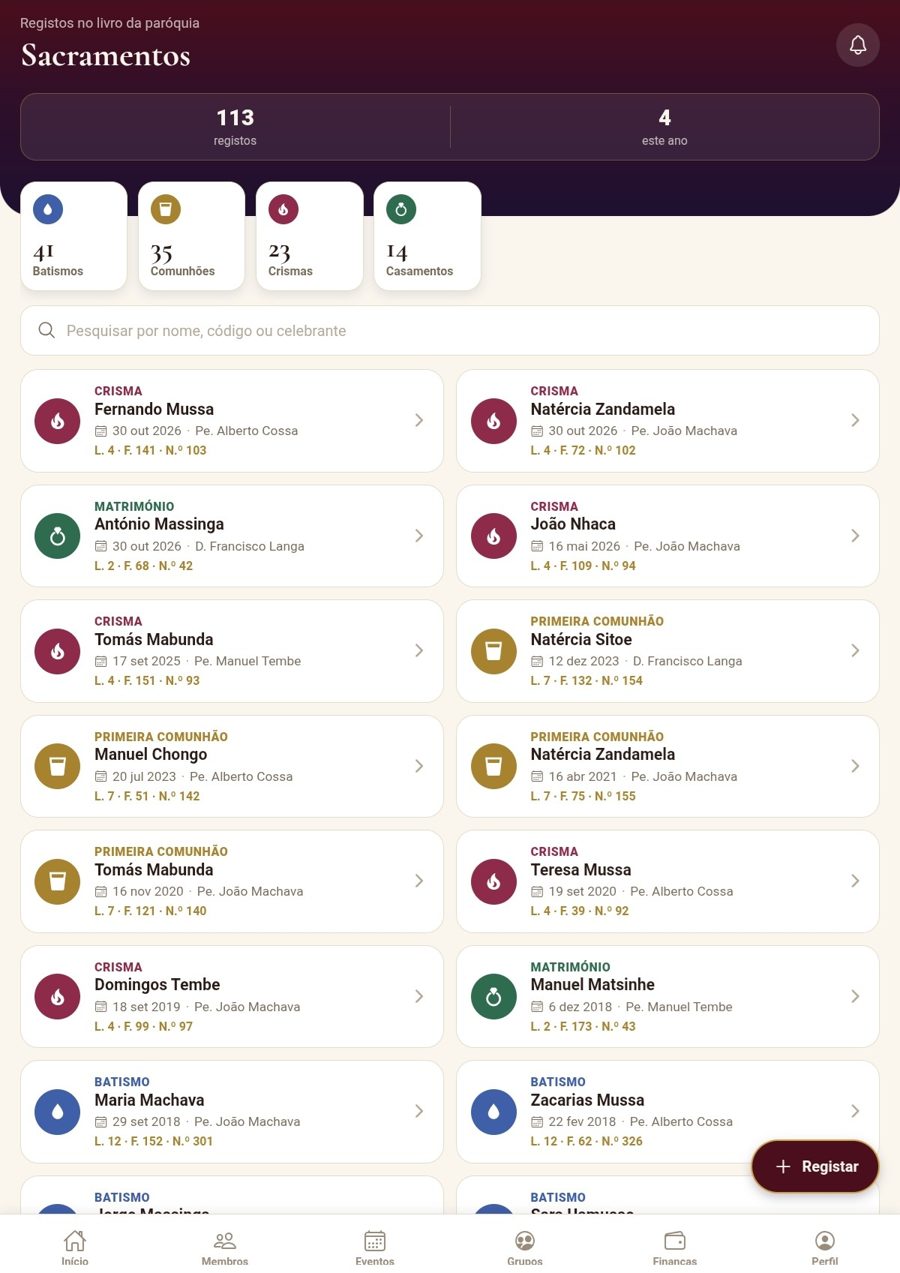 Registos no livro da paróquia
Sacramentos
113
registos
4
este ano
41
Batismos
35
Comunhões
23
Crismas
14
Casamentos
Pesquisar por nome, código ou celebrante
CRISMA
Fernando Mussa
30 out 2026 · Pe. Alberto Cossa
L. 4 · F. 141 · N.º 103
CRISMA
Natércia Zandamela
30 out 2026 · Pe. João Machava
L. 4 · F. 72 · N.º 102
MATRIMÓNIO
António Massinga
30 out 2026 · D. Francisco Langa
L. 2 · F. 68 · N.º 42
CRISMA
João Nhaca
16 mai 2026 · Pe. João Machava
L. 4 · F. 109 · N.º 94
CRISMA
Tomás Mabunda
17 set 2025 · Pe. Manuel Tembe
L. 4 · F. 151 · N.º 93
PRIMEIRA COMUNHÃO
Natércia Sitoe
12 dez 2023 · D. Francisco Langa
L. 7 · F. 132 · N.º 154
PRIMEIRA COMUNHÃO
Manuel Chongo
20 jul 2023 · Pe. Alberto Cossa
L. 7 · F. 51 · N.º 142
PRIMEIRA COMUNHÃO
Natércia Zandamela
16 abr 2021 · Pe. João Machava
L. 7 · F. 75 · N.º 155
PRIMEIRA COMUNHÃO
Tomás Mabunda
16 nov 2020 · Pe. João Machava
L. 7 · F. 121 · N.º 140
CRISMA
Teresa Mussa
19 set 2020 · Pe. Alberto Cossa
L. 4 · F. 39 · N.º 92
CRISMA
Domingos Tembe
18 set 2019 · Pe. João Machava
L. 4 · F. 99 · N.º 97
MATRIMÓNIO
Manuel Matsinhe
6 dez 2018 · Pe. Manuel Tembe
L. 2 · F. 173 · N.º 43
BATISMO
Maria Machava
29 set 2018 · Pe. João Machava
L. 12 · F. 152 · N.º 301
BATISMO
Zacarias Mussa
22 fev 2018 · Pe. Alberto Cossa
L. 12 · F. 62 · N.º 326
Registar
BATISMO
BATISMO
Início
Membros
Eventos
Grupos
Finanças
Perfil